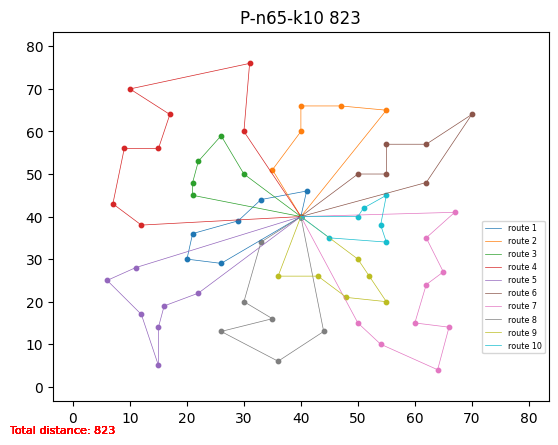 P-n65-k10 823
80
70
60
50
40
30
20
10
0
route 1
route 2
route 3
route 4
route 5
route 6
route 7
route 8
route 9
route 10
0 10 20 30 40 50 60 70 80
Total distance: 823